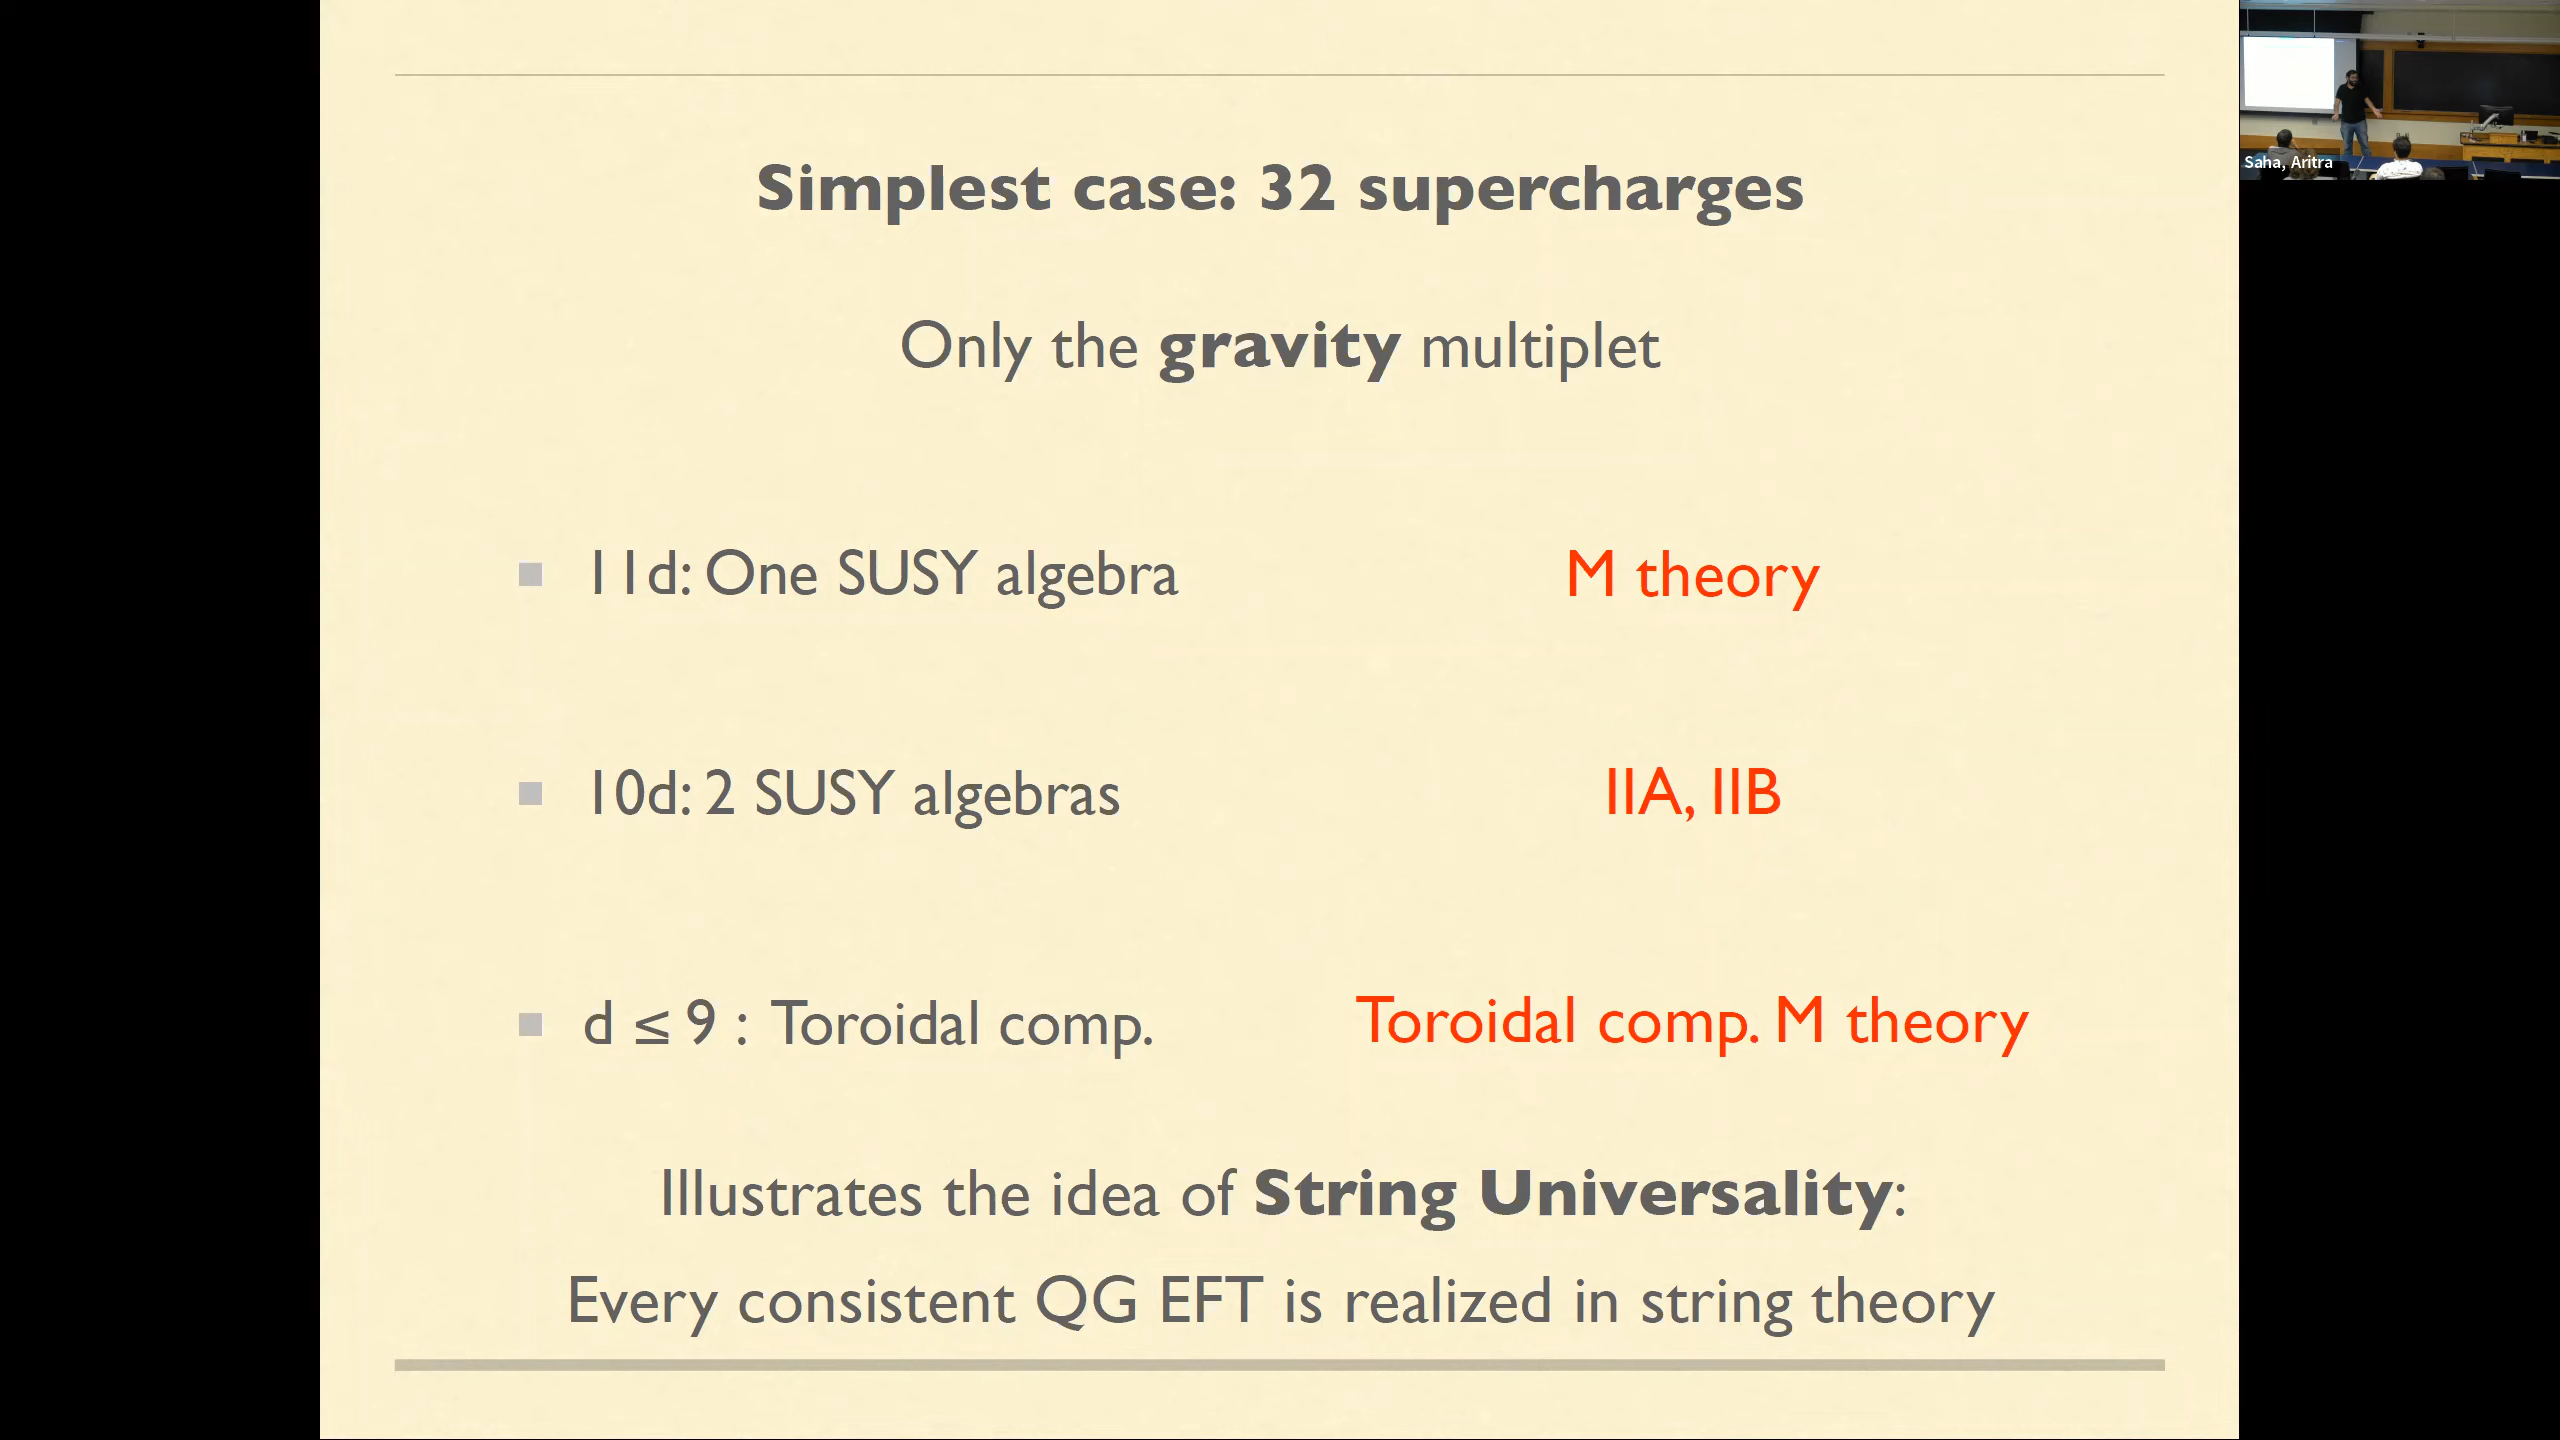 Simplest case: 32 supercharges
Only the gravity multiplet
11d: One SUSY algebra
M theory
10d: 2 SUSY algebras
IIA, IIB
d ≤ 9 : Toroidal comp.
Toroidal comp. M theory
Illustrates the idea of String Universality:
Every consistent QG EFT is realized in string theory
Saha, Aritra